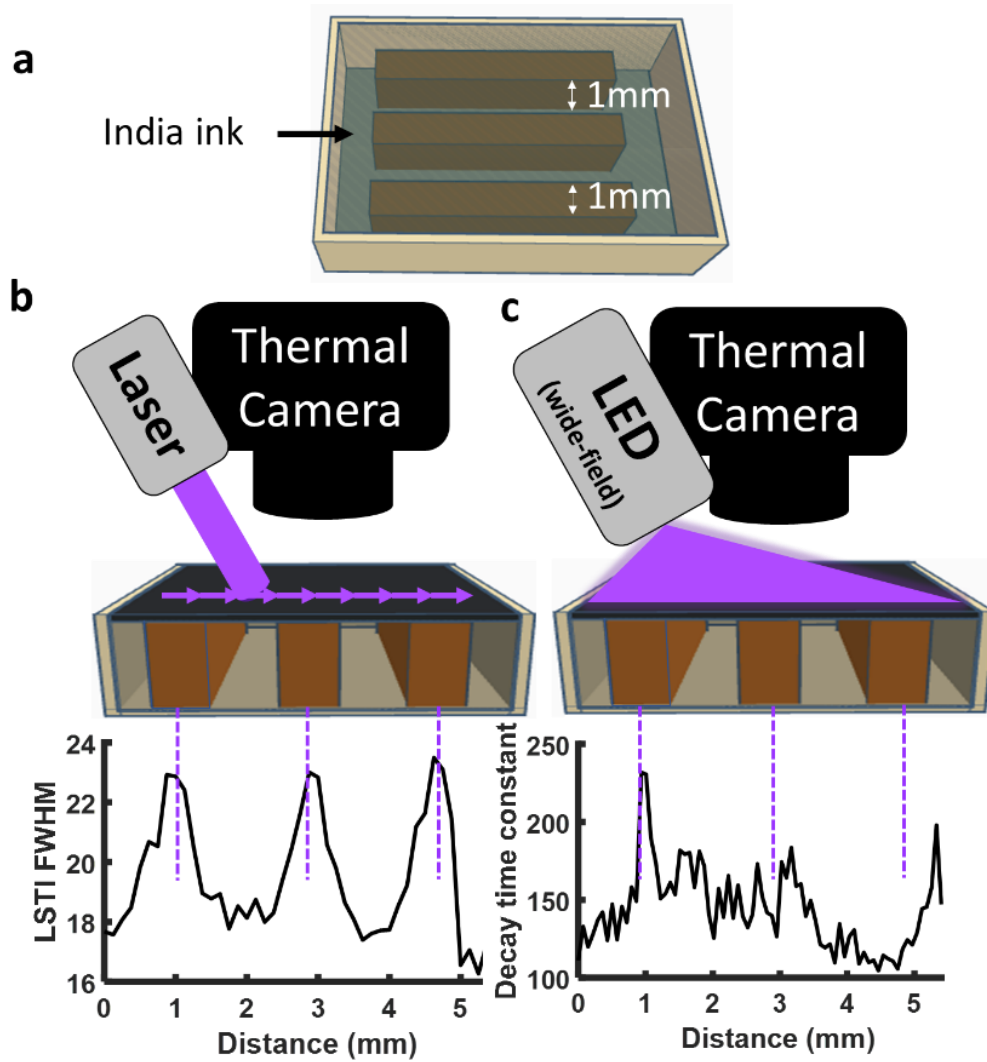 a
1mm
India ink
1mm
b
c
Laser
Thermal
Camera
LED
(wide-field)
Thermal
Camera
24
22
20
18
16
LSTI FWHM
0 1 2 3 4 5
Distance (mm)
250
200
150
100
Decay time constant
0 1 2 3 4 5
Distance (mm)